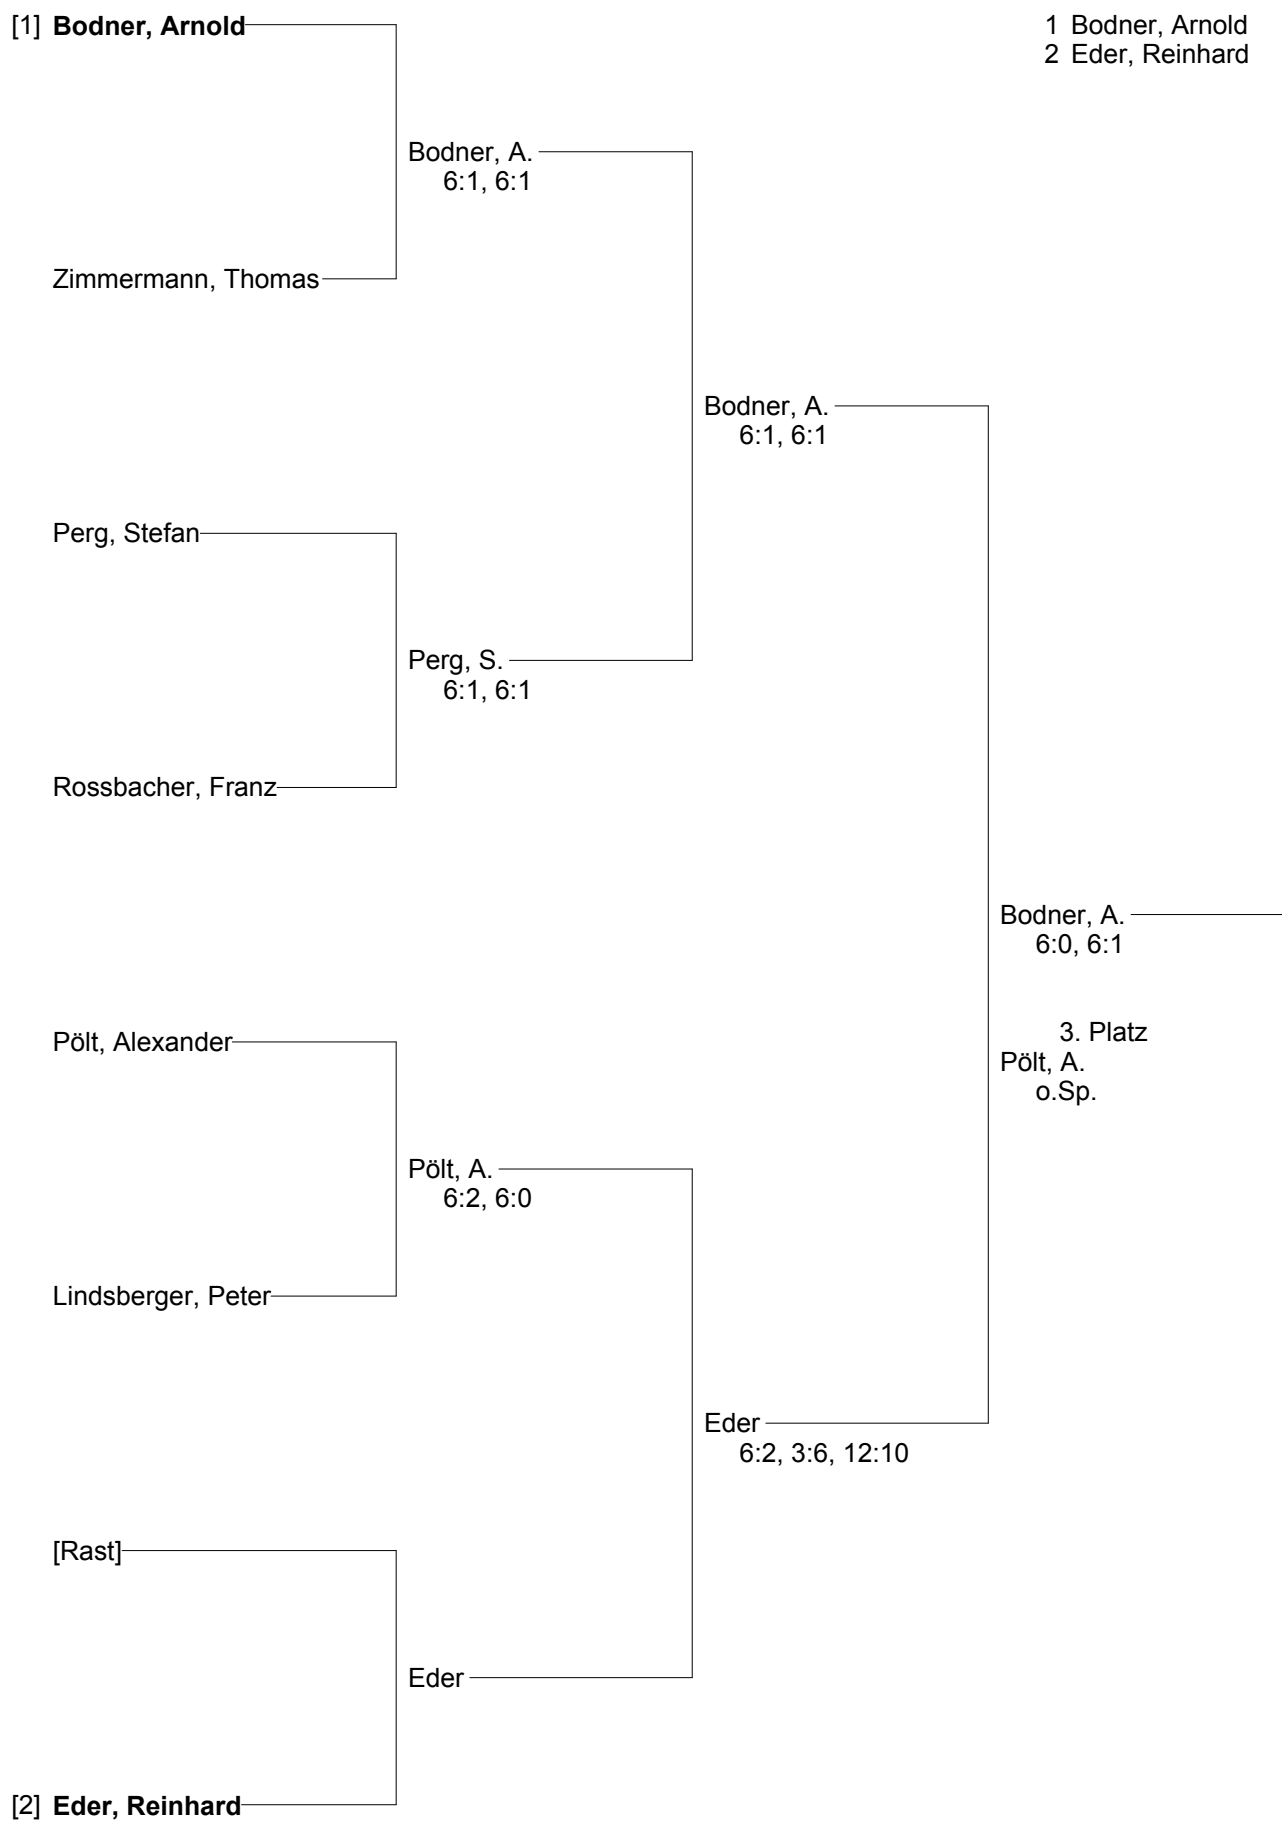 [1] Bodner, Arnold
1 Bodner, Arnold
2 Eder, Reinhard
Bodner, A.
6:1, 6:1
Zimmermann, Thomas
Bodner, A.
6:1, 6:1
Perg, Stefan
Perg, S.
6:1, 6:1
Rossbacher, Franz
Bodner, A.
6:0, 6:1
3. Platz
Pölt, A.
o.Sp.
Pölt, Alexander
Pölt, A.
6:2, 6:0
Lindsberger, Peter
Eder
6:2, 3:6, 12:10
[Rast]
Eder
[2] Eder, Reinhard